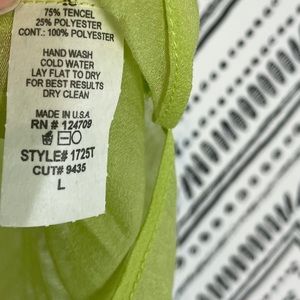 75% TENCEL
25% POLYESTER
CONT.: 100% POLYESTER
HAND WASH
COLD WATER
LAY FLAT TO DRY
FOR BEST RESULTS
DRY CLEAN
MADE IN U.S.A
RN # 124709
STYLE# 1725T
CUT# 9435
L